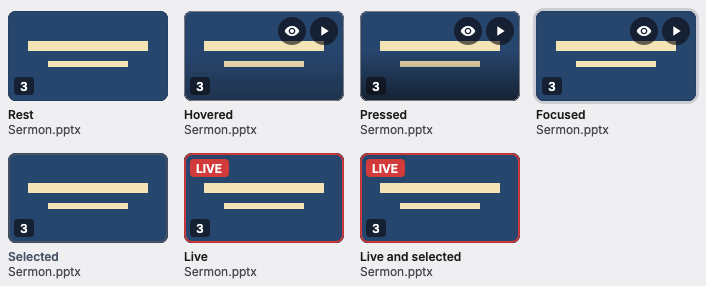 3
Rest
Sermon.pptx
3
Hovered
Sermon.pptx
3
Pressed
Sermon.pptx
3
Focused
Sermon.pptx
3
Selected
Sermon.pptx
LIVE
3
Live
Sermon.pptx
LIVE
3
Live and selected
Sermon.pptx